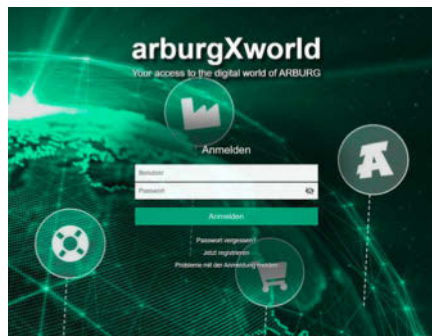 arburgXworld
Your access to the digital world of ARBURG
Anmelden
Benutzer
Passwort
Anmelden
Passwort vergessen?
Jetzt registrieren
Probleme mit der Anmeldung melden